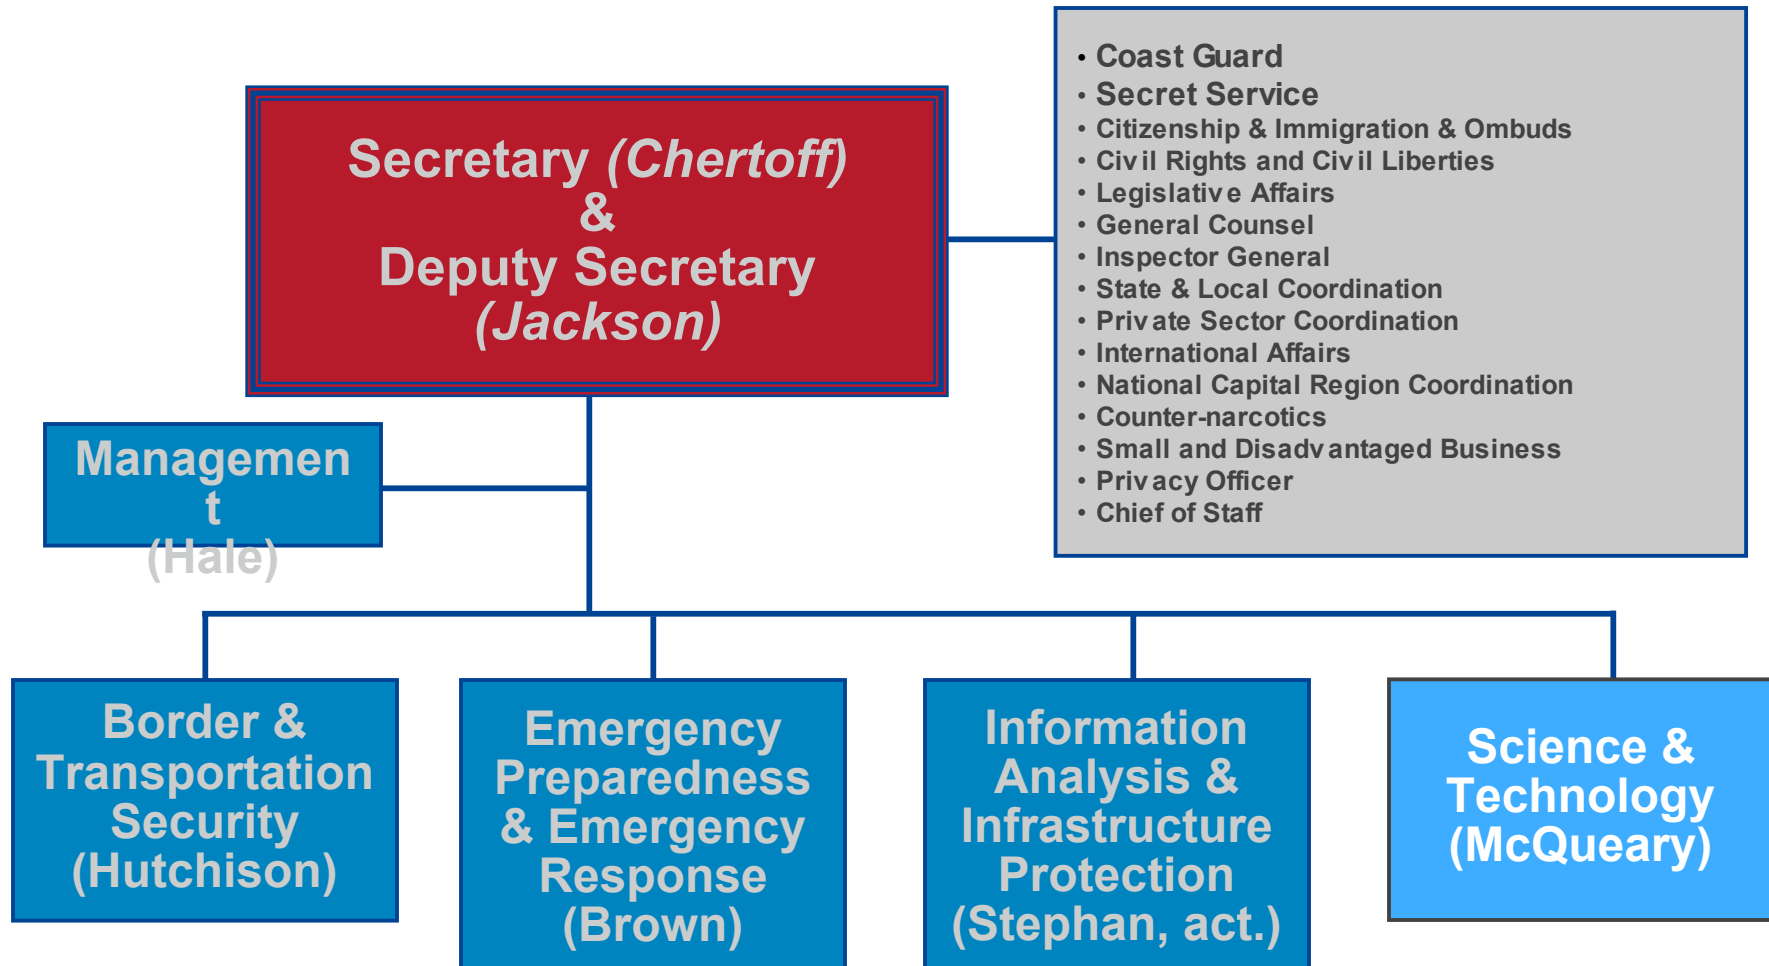 Secretary (Chertoff)
&
Deputy Secretary
(Jackson)
• Coast Guard
• Secret Service
• Citizenship & Immigration & Ombuds
• Civil Rights and Civil Liberties
• Legislative Affairs
• General Counsel
• Inspector General
• State & Local Coordination
• Private Sector Coordination
• International Affairs
• National Capital Region Coordination
• Counter-narcotics
• Small and Disadvantaged Business
• Privacy Officer
• Chief of Staff
Managemen
t
(Hale)
Border &
Transportation
Security
(Hutchison)
Emergency
Preparedness
& Emergency
Response
(Brown)
Information
Analysis &
Infrastructure
Protection
(Stephan, act.)
Science &
Technology
(McQueary)